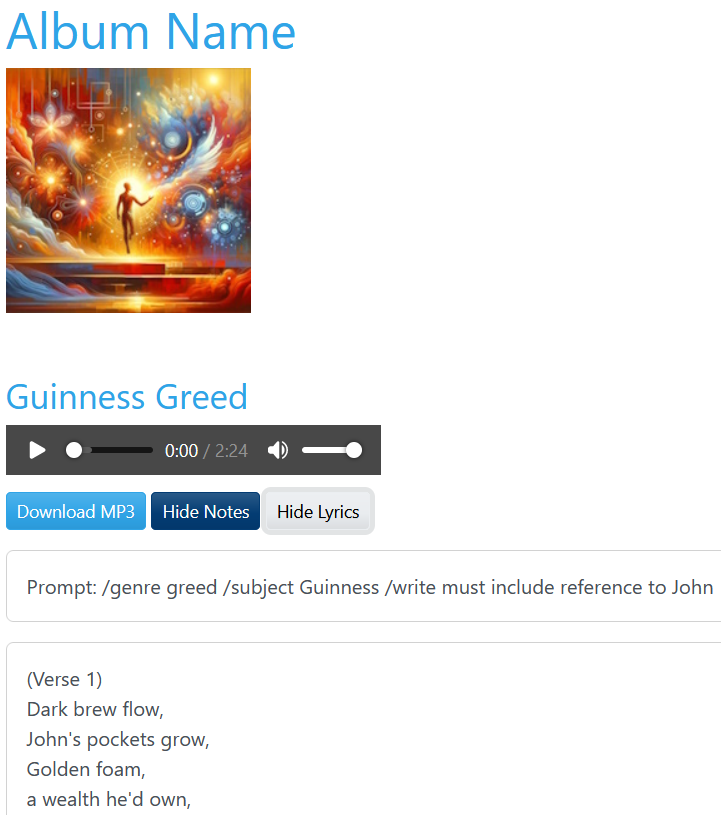 Album Name
Guinness Greed
0:00 / 2:24
Download MP3 Hide Notes Hide Lyrics
Prompt: /genre greed /subject Guinness /write must include reference to John
(Verse 1)
Dark brew flow,
John's pockets grow,
Golden foam,
a wealth he'd own,